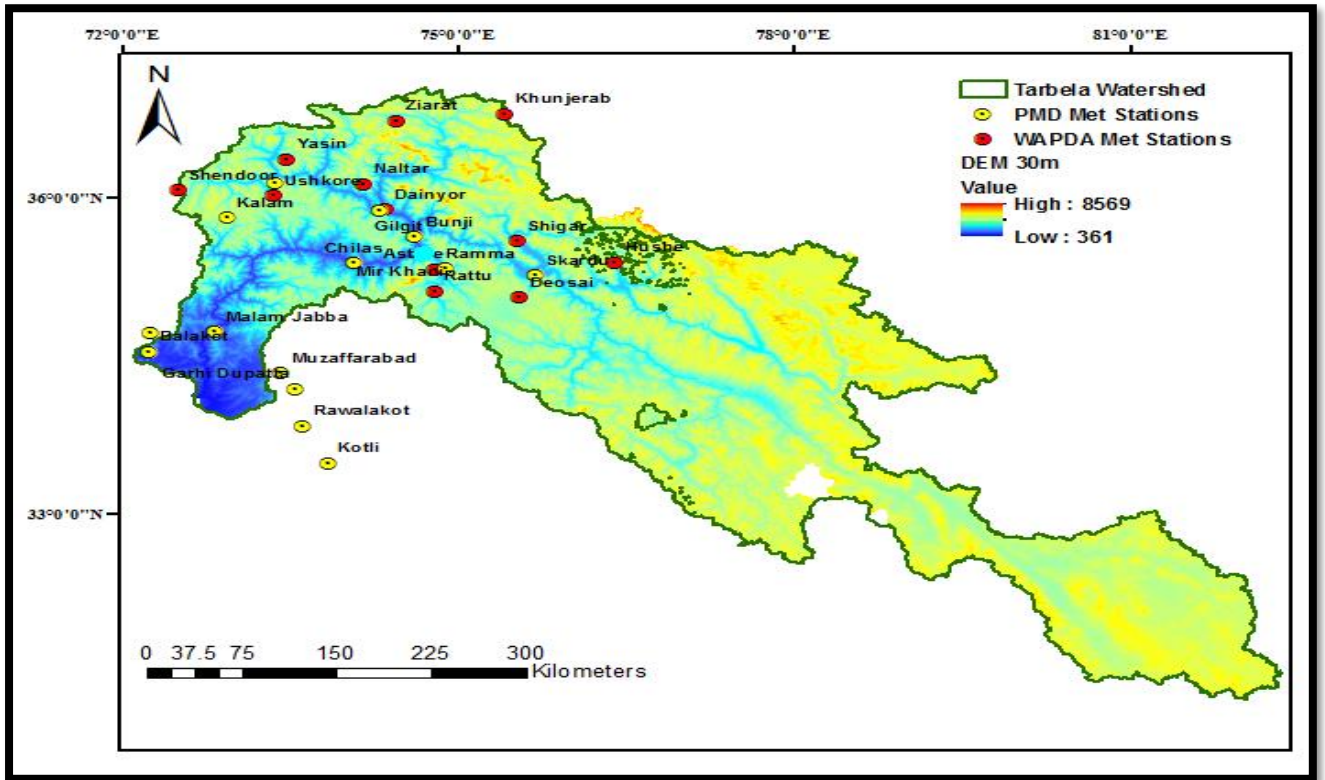 72°0'0"E 75°0'0"E 78°0'0"E 81°0'0"E
N
Tarbela Watershed
PMD Met Stations
WAPDA Met Stations
DEM 30m
Value
High : 8569
Low : 361
36°0'0"N
33°0'0"N
Ziarat
Khunjerab
Yasin
Shendoor
Ushkore
Naltar
Kalam
Dainyor
Gilgit
Bunji
Shigar
Hushe
Chilas
Ast e
Ramma
Skardu
Mir Khadi
Rattu
Deosai
Malam Jabba
Balakot
Muzaffarabad
Garhi Dupatta
Rawalakot
Kotli
0 37.5 75 150 225 300
Kilometers